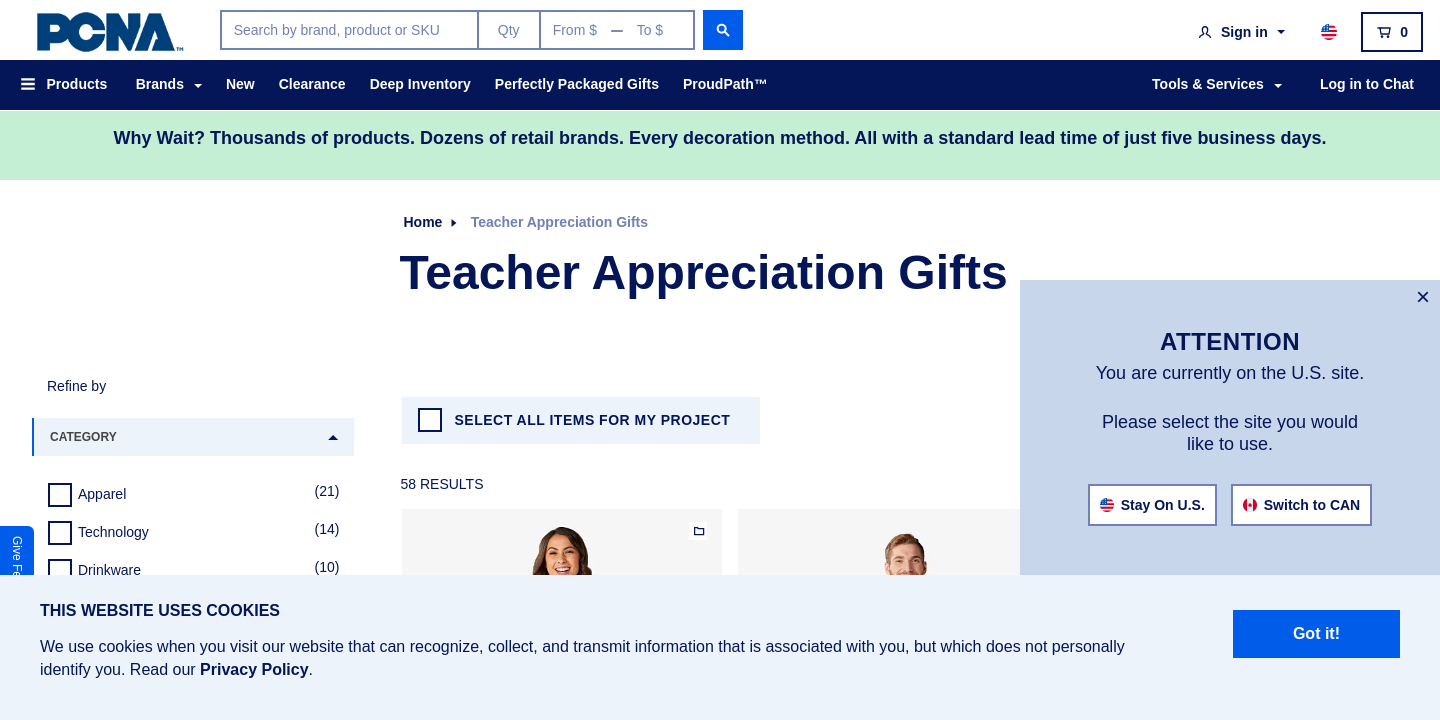 PCNA™
Search by brand, product or SKU
Qty
From $ — To $
Sign in
0
Products
Brands
New
Clearance
Deep Inventory
Perfectly Packaged Gifts
ProudPath™
Tools & Services
Log in to Chat
Why Wait? Thousands of products. Dozens of retail brands. Every decoration method. All with a standard lead time of just five business days.
Home
Teacher Appreciation Gifts
Teacher Appreciation Gifts
×
ATTENTION
You are currently on the U.S. site.
Please select the site you would
like to use.
Stay On U.S.
Switch to CAN
Refine by
CATEGORY
Apparel (21)
Technology (14)
Drinkware (10)
SELECT ALL ITEMS FOR MY PROJECT
58 RESULTS
Give
THIS WEBSITE USES COOKIES
We use cookies when you visit our website that can recognize, collect, and transmit information that is associated with you, but which does not personally
identify you. Read our Privacy Policy.
Got it!